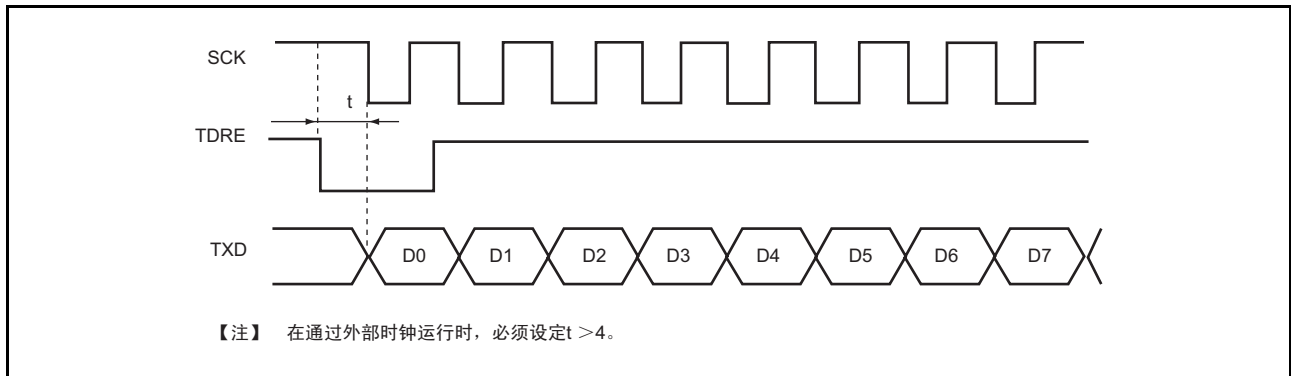 SCK
t
TDRE
TXD D0 D1 D2 D3 D4 D5 D6 D7
【注】 在通过外部时钟运行时，必须设定t ＞4。